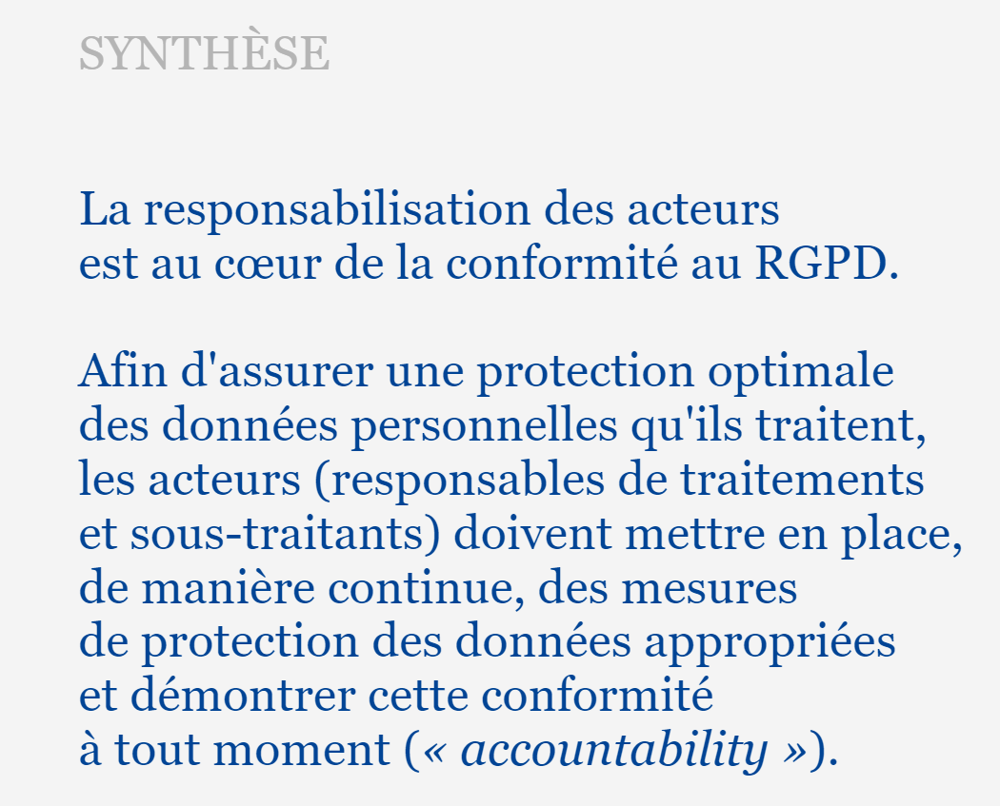 SYNTHÈSE
La responsabilisation des acteurs
est au cœur de la conformité au RGPD.
Afin d'assurer une protection optimale
des données personnelles qu'ils traitent,
les acteurs (responsables de traitements
et sous-traitants) doivent mettre en place,
de manière continue, des mesures
de protection des données appropriées
et démontrer cette conformité
à tout moment (« accountability »).